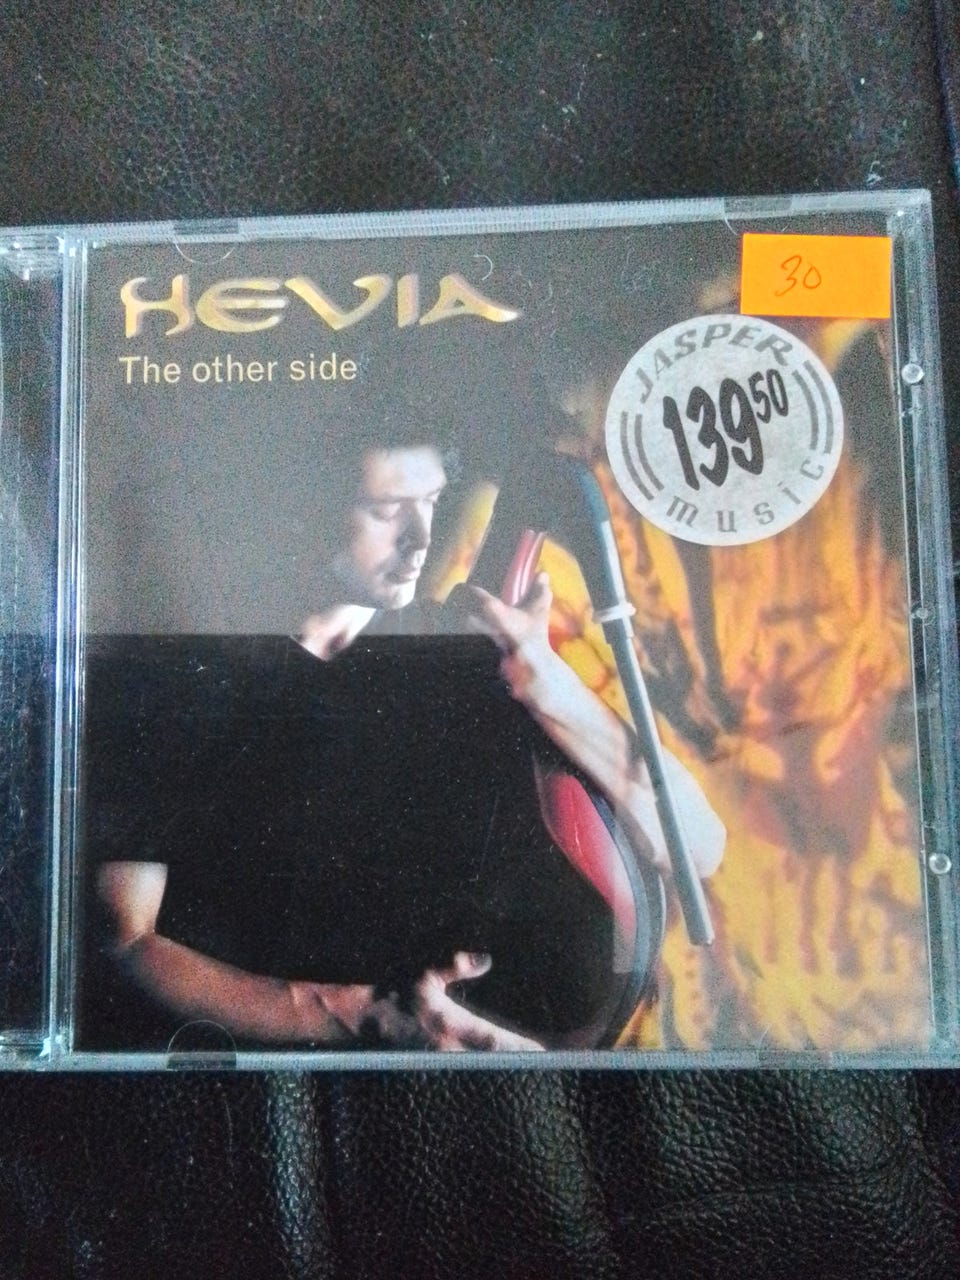 HEVIA
The other side
30
JASPER
139 50
music